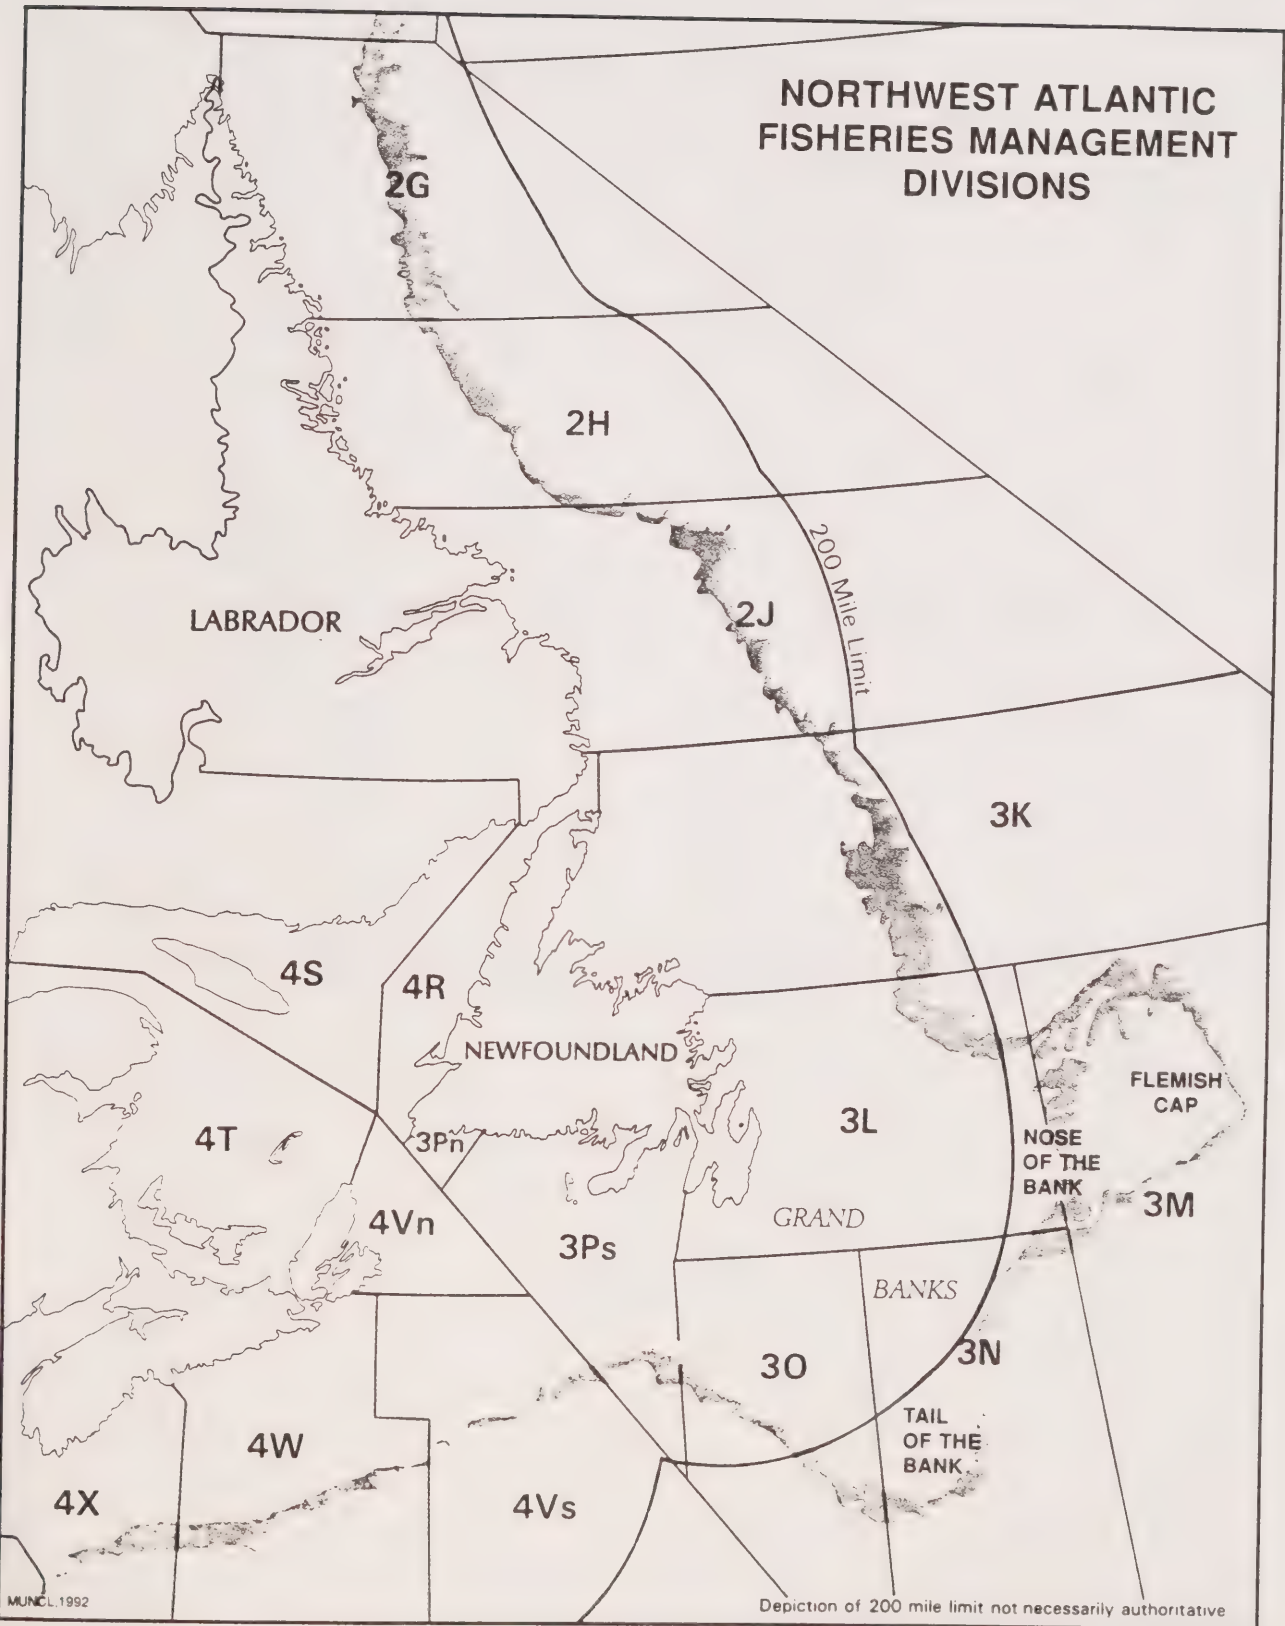 NORTHWEST ATLANTIC
FISHERIES MANAGEMENT
DIVISIONS
2G
2H
200 Mile Limit
2J
LABRADOR
3K
4S
4R
NEWFOUNDLAND
FLEMISH
CAP
3L
4T
3Pn
NOSE
OF THE
BANK
3M
4Vn
GRAND
3Ps
BANKS
3N
3O
TAIL
OF THE
BANK
4W
4X
4Vs
MUNCL,1992
Depiction of 200 mile limit not necessarily authoritative